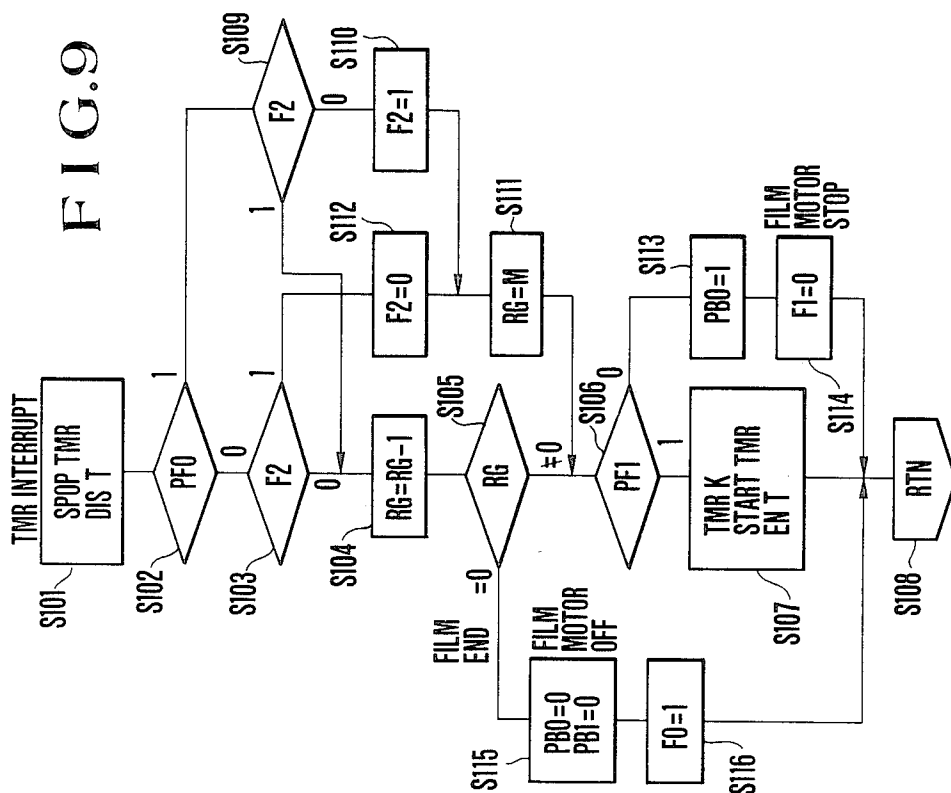 FIG.9
TMR INTERRUPT
S101
SPOP TMR
DIS T
S102
PF0
1
0
S109
F2
1
0
S103
F2
1
0
S110
F2=1
S112
F2=0
S104
RG=RG-1
S111
RG=M
S105
RG
=0
≠0
FILM
END
S106
PF1
1
0
S115
PB0=0
PB1=0
FILM
MOTOR
OFF
S107
TMR K
START TMR
EN T
S113
PB0=1
FILM
MOTOR
STOP
F1=0
S114
S116
F0=1
S108
RTN